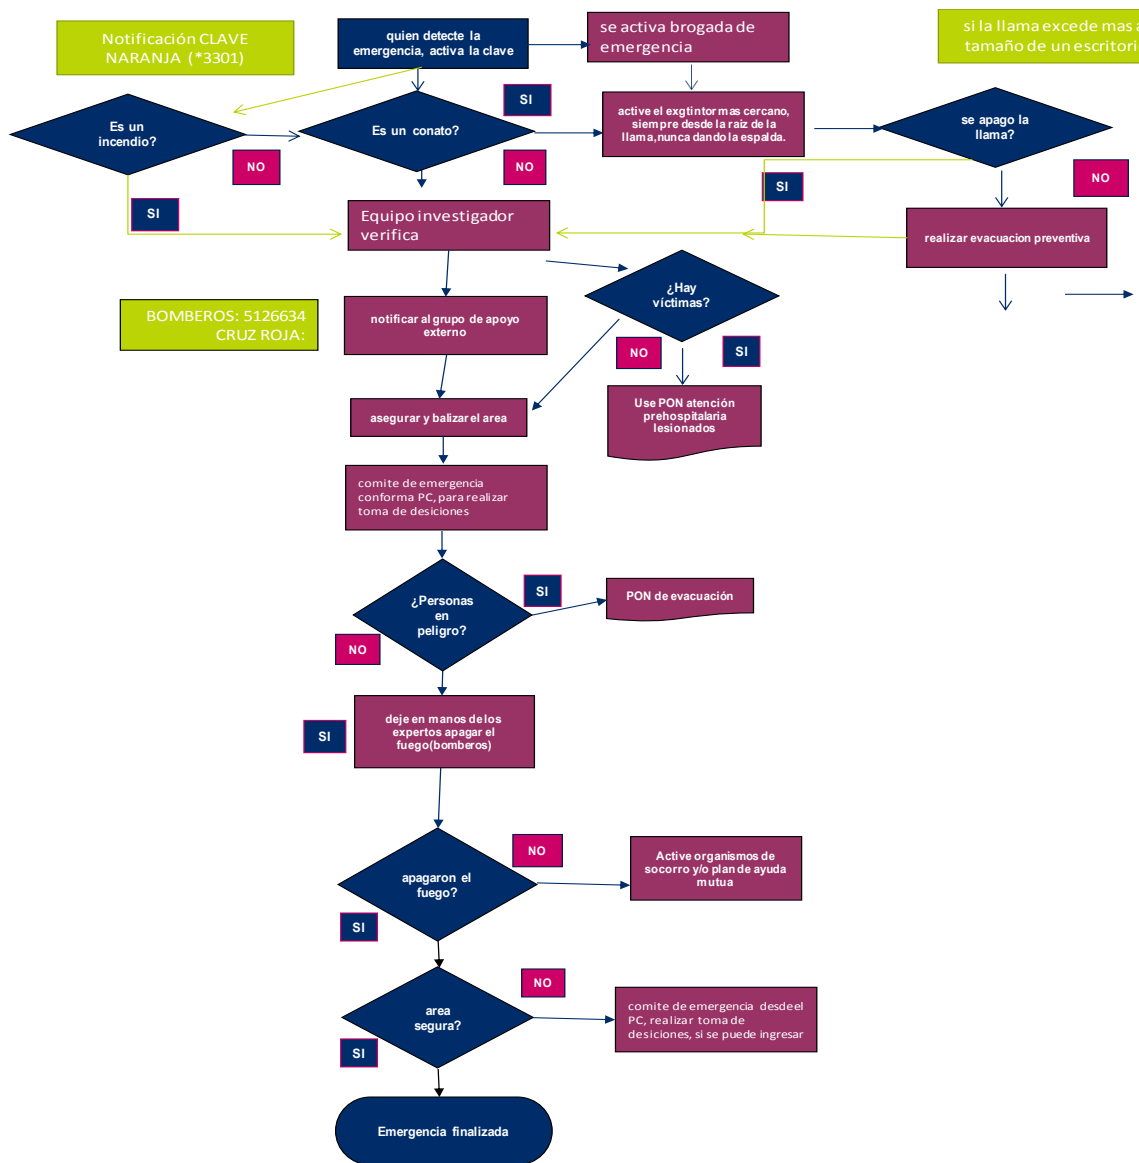 Notificación CLAVE
NARANJA (*3301)
quien detecte la
emergencia, activa la clave
se activa brogada de
emergencia
si la llama excede mas a
tamaño de un escritori
Es un
incendio?
NO
SI
Es un conato?
SI
NO
active el exgtintor mas cercano,
siempre desde la raiz de la
llama,nunca dando la espalda.
se apago la
llama?
SI
NO
Equipo investigador
verifica
realizar evacuacion preventiva
BOMBEROS: 5126634
CRUZ ROJA:
notificar al grupo de apoyo
externo
¿Hay
víctimas?
NO
SI
asegurar y balizar el area
Use PON atención
prehospitalaria
lesionados
comite de emergencia
conforma PC, para realizar
toma de desiciones
¿Personas
en
peligro?
SI
NO
PON de evacuación
SI
deje en manos de los
expertos apagar el
fuego(bomberos)
apagaron el
fuego?
NO
SI
Active organismos de
socorro y/o plan de ayuda
mutua
area
segura?
NO
SI
comite de emergencia desde el
PC, realizar toma de
desiciones, si se puede ingresar
Emergencia finalizada